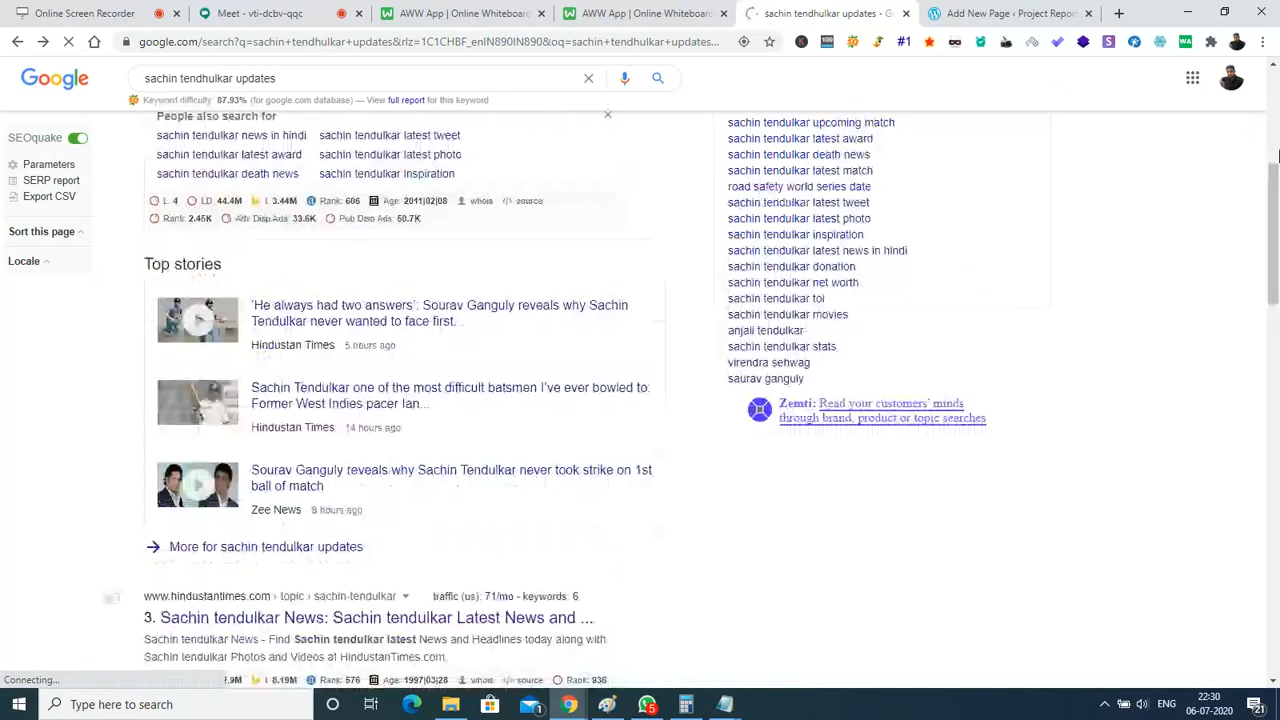 Online Screen Recorder
Meet - vti-dcbv-qqc
AWW App | Online Whiteboard
AWW App | Online Whiteboard
sachin tendulkar updates - Go
Add New Page ‹ Project Report
google.com/search?q=sachin+tendhulkar+updates&rlz=1C1CHBF_enIN890IN890&oq=sachin+tendhulkar+updates...
Google
sachin tendhulkar updates
Keyword difficulty 87.93% (for google.com database) — View full report for this keyword
SEOquake
Parameters
SERP report
Export CSV
Sort this page
Locale
People also search for
sachin tendulkar news in hindi sachin tendulkar latest tweet
sachin tendulkar latest award sachin tendulkar latest photo
sachin tendulkar death news sachin tendulkar inspiration
L: 4 LD: 44.4M I: 3.44M Rank: 606 Age: 2011|02|08 whois source
Rank: 2.45K Adv Disp Ads: 33.6K Pub Disp Ads: 50.7K
Top stories
'He always had two answers': Sourav Ganguly reveals why Sachin
Tendulkar never wanted to face first...
Hindustan Times 5 hours ago
Sachin Tendulkar one of the most difficult batsmen I've ever bowled to:
Former West Indies pacer Ian...
Hindustan Times 14 hours ago
Sourav Ganguly reveals why Sachin Tendulkar never took strike on 1st
ball of match
Zee News hours ago
More for sachin tendulkar updates
www.hindustantimes.com › topic › sachin-tendulkar traffic (us): 71/mo - keywords: 6
3. Sachin tendulkar News: Sachin tendulkar Latest News and ...
Sachin tendulkar News - Find Sachin tendulkar latest News and Headlines today along with
Sachin tendulkar Photos and Videos at HindustanTimes.com.
I: 8.19M Rank: 576 Age: 1997|03|28 whois source Rank: 936
sachin tendulkar upcoming match
sachin tendulkar latest award
sachin tendulkar death news
sachin tendulkar latest match
road safety world series date
sachin tendulkar latest tweet
sachin tendulkar latest photo
sachin tendulkar inspiration
sachin tendulkar latest news in hindi
sachin tendulkar donation
sachin tendulkar net worth
sachin tendulkar toi
sachin tendulkar movies
anjali tendulkar
sachin tendulkar stats
virendra sehwag
saurav ganguly
Read your customers' minds
through brand, product or topic searches
Connecting...
Type here to search
ENG
22:30
06-07-2020